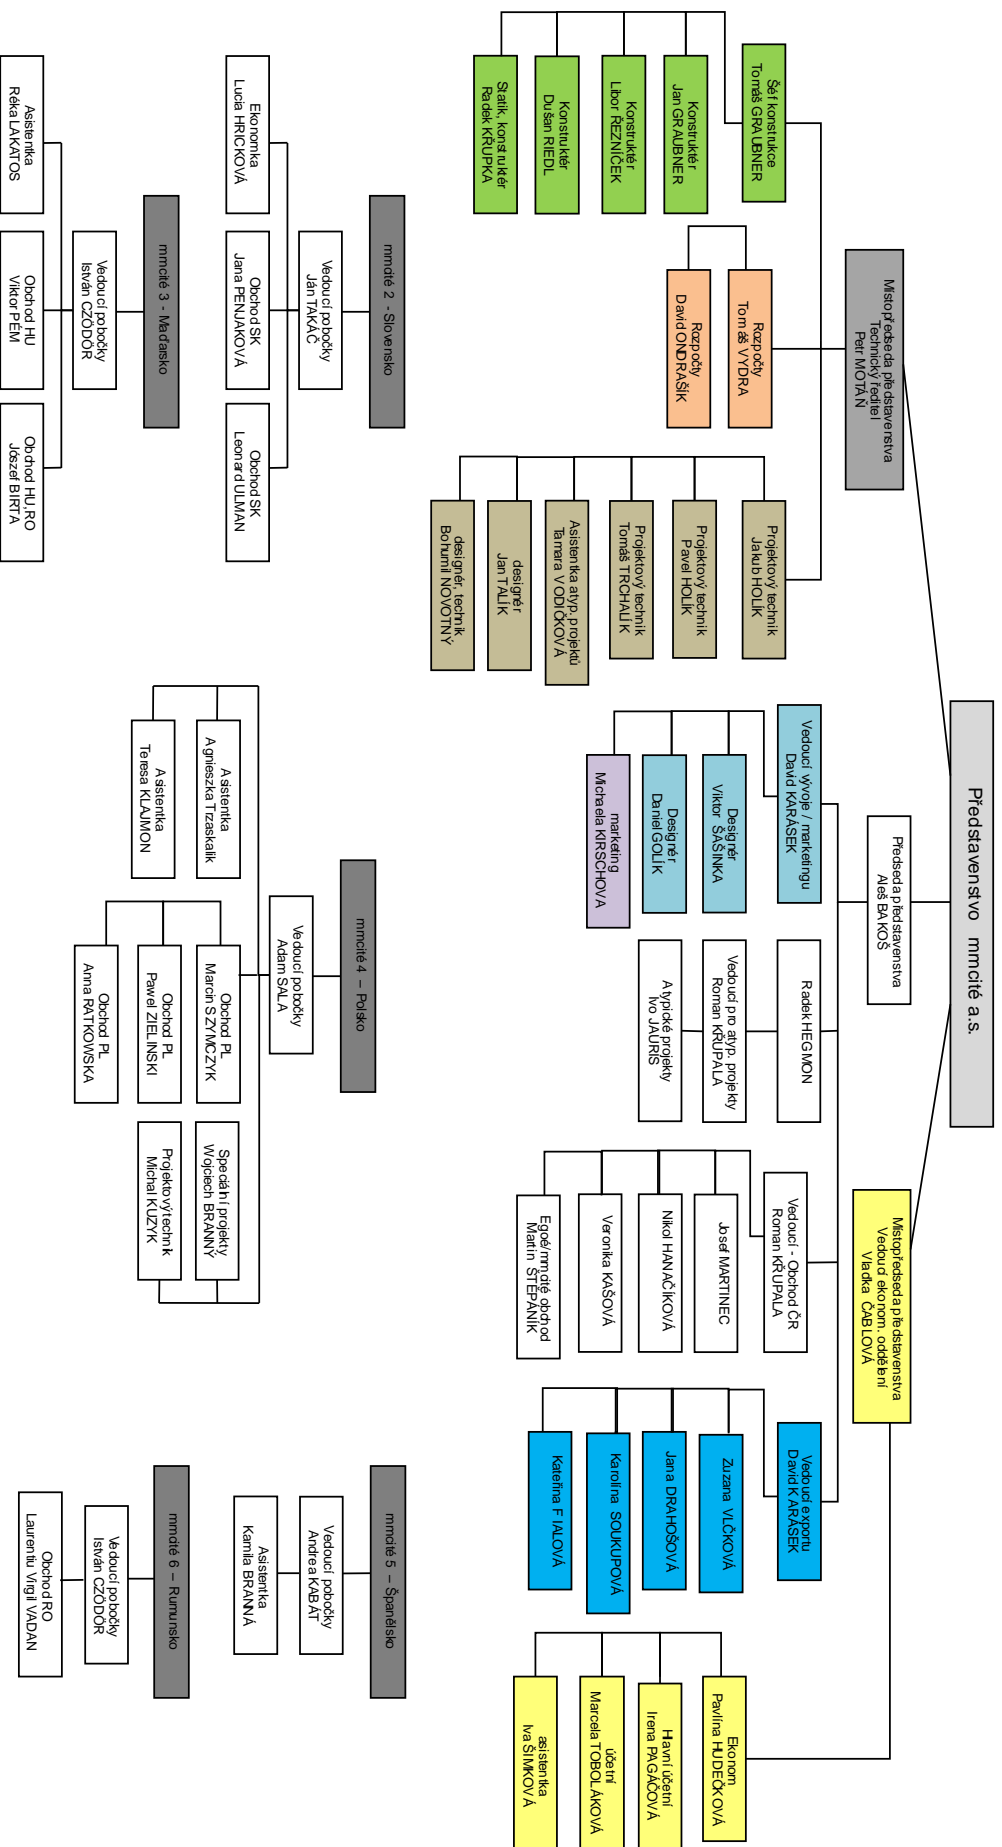 Představenstvo mmcité a.s.
Místopředseda představenstva
Technický ředitel
Petr MOTÁŇ
Předseda představenstva
Aleš BAKOŠ
Místopředseda představenstva
Vedoucí ekonom. oddělení
Vlaďka ČABLOVÁ
Šéf konstrukce
Tomáš GRAUBNER
Konstruktér
Jan GRAUBNER
Konstruktér
Libor ŘEZNÍČEK
Konstruktér
Dušan RIEDL
Statik, konstruktér
Radek KŘUPKA
Rozpočty
Tomáš VYDRA
Rozpočty
David ONDRAŠÍK
Projektový technik
Jakub HOLÍK
Projektový technik
Pavel HOLÍK
Projektový technik
Tomáš TRCHALÍK
Asistentka atyp. projektů
Tamara VODIČKOVÁ
designér
Jan TALÍK
designér, technik
Bohumil NOVOTNÝ
Vedoucí vývoje / marketingu
David KARÁSEK
Designér
Viktor ŠAŠINKA
Designér
Daniel GOLÍK
marketing
Michaela KIRSCHOVA
Radek HEGMON
Vedoucí pro atyp. projekty
Roman KŘUPALA
Atypické projekty
Ivo JAURIS
Vedoucí - Obchod ČR
Roman KŘUPALA
Josef MARTINEC
Nikol HANAČÍKOVÁ
Veronika KAŠOVÁ
Egoé/mmcité obchod
Martin ŠTĚPÁNÍK
Vedoucí exportu
David KARÁSEK
Zuzana VLČKOVÁ
Jana DRAHOŠOVÁ
Karolína SOUKUPOVÁ
Kateřina FIALOVÁ
Ekonom
Pavlína HUDEČKOVÁ
Hlavní účetní
Irena PAGÁČOVÁ
účetní
Marcela TOBOLÁKOVÁ
asistentka
Iva ŠIMKOVÁ
mmcité 2 - Slovensko
Vedoucí pobočky
Ján TAKÁČ
Ekonomka
Lucia HRICKOVÁ
Obchod SK
Jana PENJAKOVÁ
Obchod SK
Leonard ULMAN
mmcité 3 - Maďarsko
Vedoucí pobočky
István CZÖDÖR
Asistentka
Réka LAKATOS
Obchod HU
Viktor PÉM
Obchod HU,RO
József BIRTA
mmcité 4 – Polsko
Vedoucí pobočky
Adam SALA
Asistentka
Agnieszka Trzaskalik
Asistentka
Teresa KLAJMON
Obchod PL
Marcin SZYMCZYK
Obchod PL
Pawel ZIELINSKI
Obchod PL
Anna RATKOWSKA
Speciální projekty
Wojciech BRANNÝ
Projektový technik
Michal KUZYK
mmcité 5 – Španělsko
Vedoucí pobočky
Andrea KABÁT
Asistentka
Kamila BRANNÁ
mmcité 6 – Rumunsko
Vedoucí pobočky
István CZÖDÖR
Obchod RO
Laurentiu Virgil VADAN